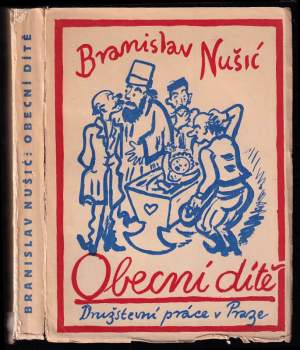 BRANISLAV NUŠIĆ: OBECNÍ DÍTĚ
Branislav Nušić
Obecní dítě
Družstevní práce v Praze